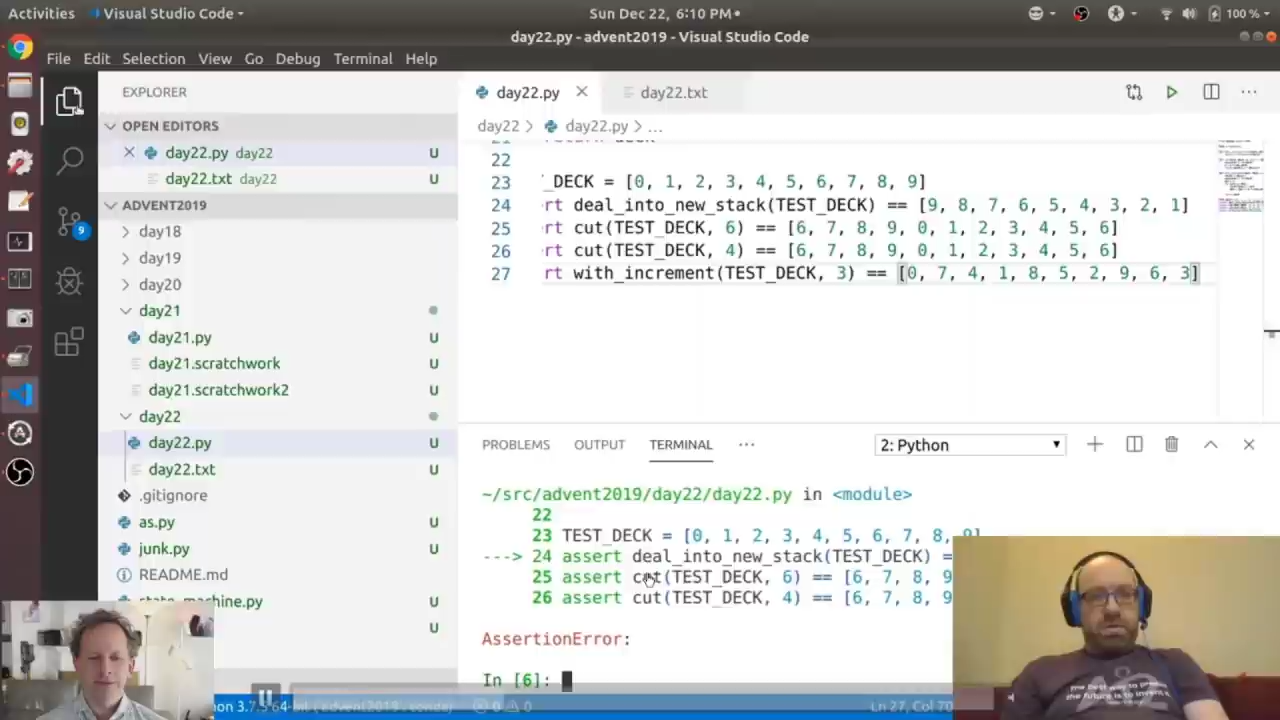 Activities Visual Studio Code Sun Dec 22, 6:10 PM 100 %
day22.py - advent2019 - Visual Studio Code
File Edit Selection View Go Debug Terminal Help
EXPLORER
OPEN EDITORS
day22.py day22 U
day22.txt day22 U
ADVENT2019
9
day18
day19
day20
day21
day21.py U
day21.scratchwork U
day21.scratchwork2 U
day22
day22.py U
day22.txt U
.gitignore
as.py U
junk.py U
README.md
U
U
day22.py day22.txt
day22 > day22.py > ...
22
23 _DECK = [0, 1, 2, 3, 4, 5, 6, 7, 8, 9]
24 rt deal_into_new_stack(TEST_DECK) == [9, 8, 7, 6, 5, 4, 3, 2, 1]
25 rt cut(TEST_DECK, 6) == [6, 7, 8, 9, 0, 1, 2, 3, 4, 5, 6]
26 rt cut(TEST_DECK, 4) == [6, 7, 8, 9, 0, 1, 2, 3, 4, 5, 6]
27 rt with_increment(TEST_DECK, 3) == [0, 7, 4, 1, 8, 5, 2, 9, 6, 3]
PROBLEMS OUTPUT TERMINAL ... 2: Python
~/src/advent2019/day22/day22.py in <module>
22
23 TEST_DECK = [0, 1, 2, 3, 4, 5, 6, 7, 8, 9]
---> 24 assert deal_into_new_stack(TEST_DECK) =
25 assert cut(TEST_DECK, 6) == [6, 7, 8, 9
26 assert cut(TEST_DECK, 4) == [6, 7, 8, 9
AssertionError:
In [6]:
0 0 Ln 27, Col 70